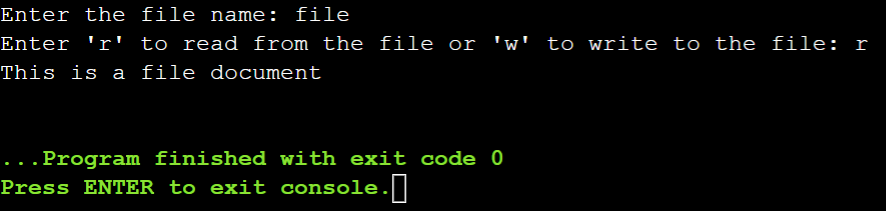 Enter the file name: file
Enter 'r' to read from the file or 'w' to write to the file: r
This is a file document
...Program finished with exit code 0
Press ENTER to exit console.